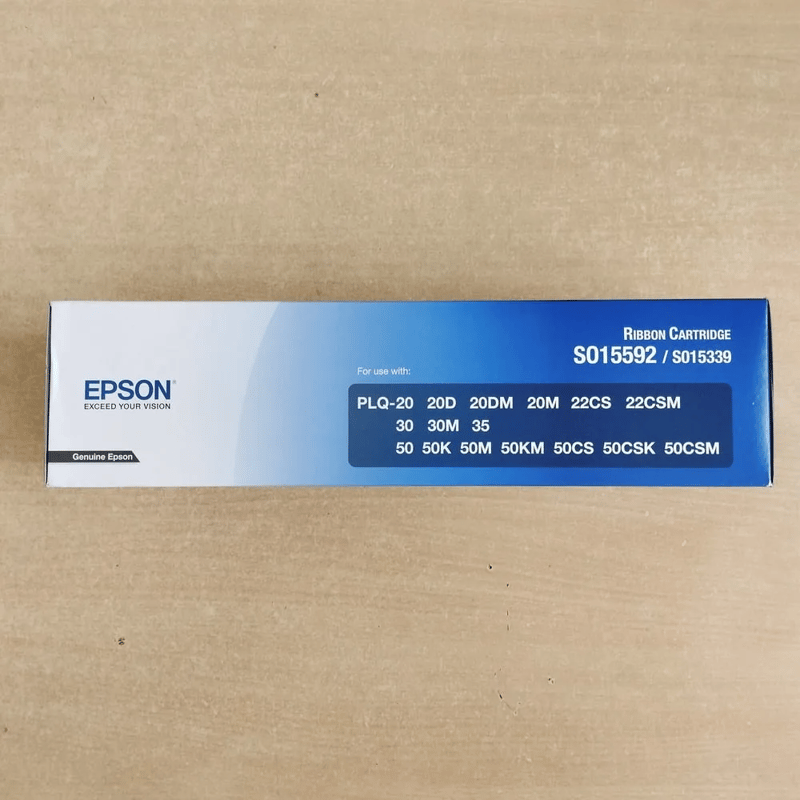 RIBBON CARTRIDGE
S015592 / S015339
For use with:
EPSON®
EXCEED YOUR VISION
PLQ-20 20D 20DM 20M 22CS 22CSM
30 30M 35
50 50K 50M 50KM 50CS 50CSK 50CSM
Genuine Epson